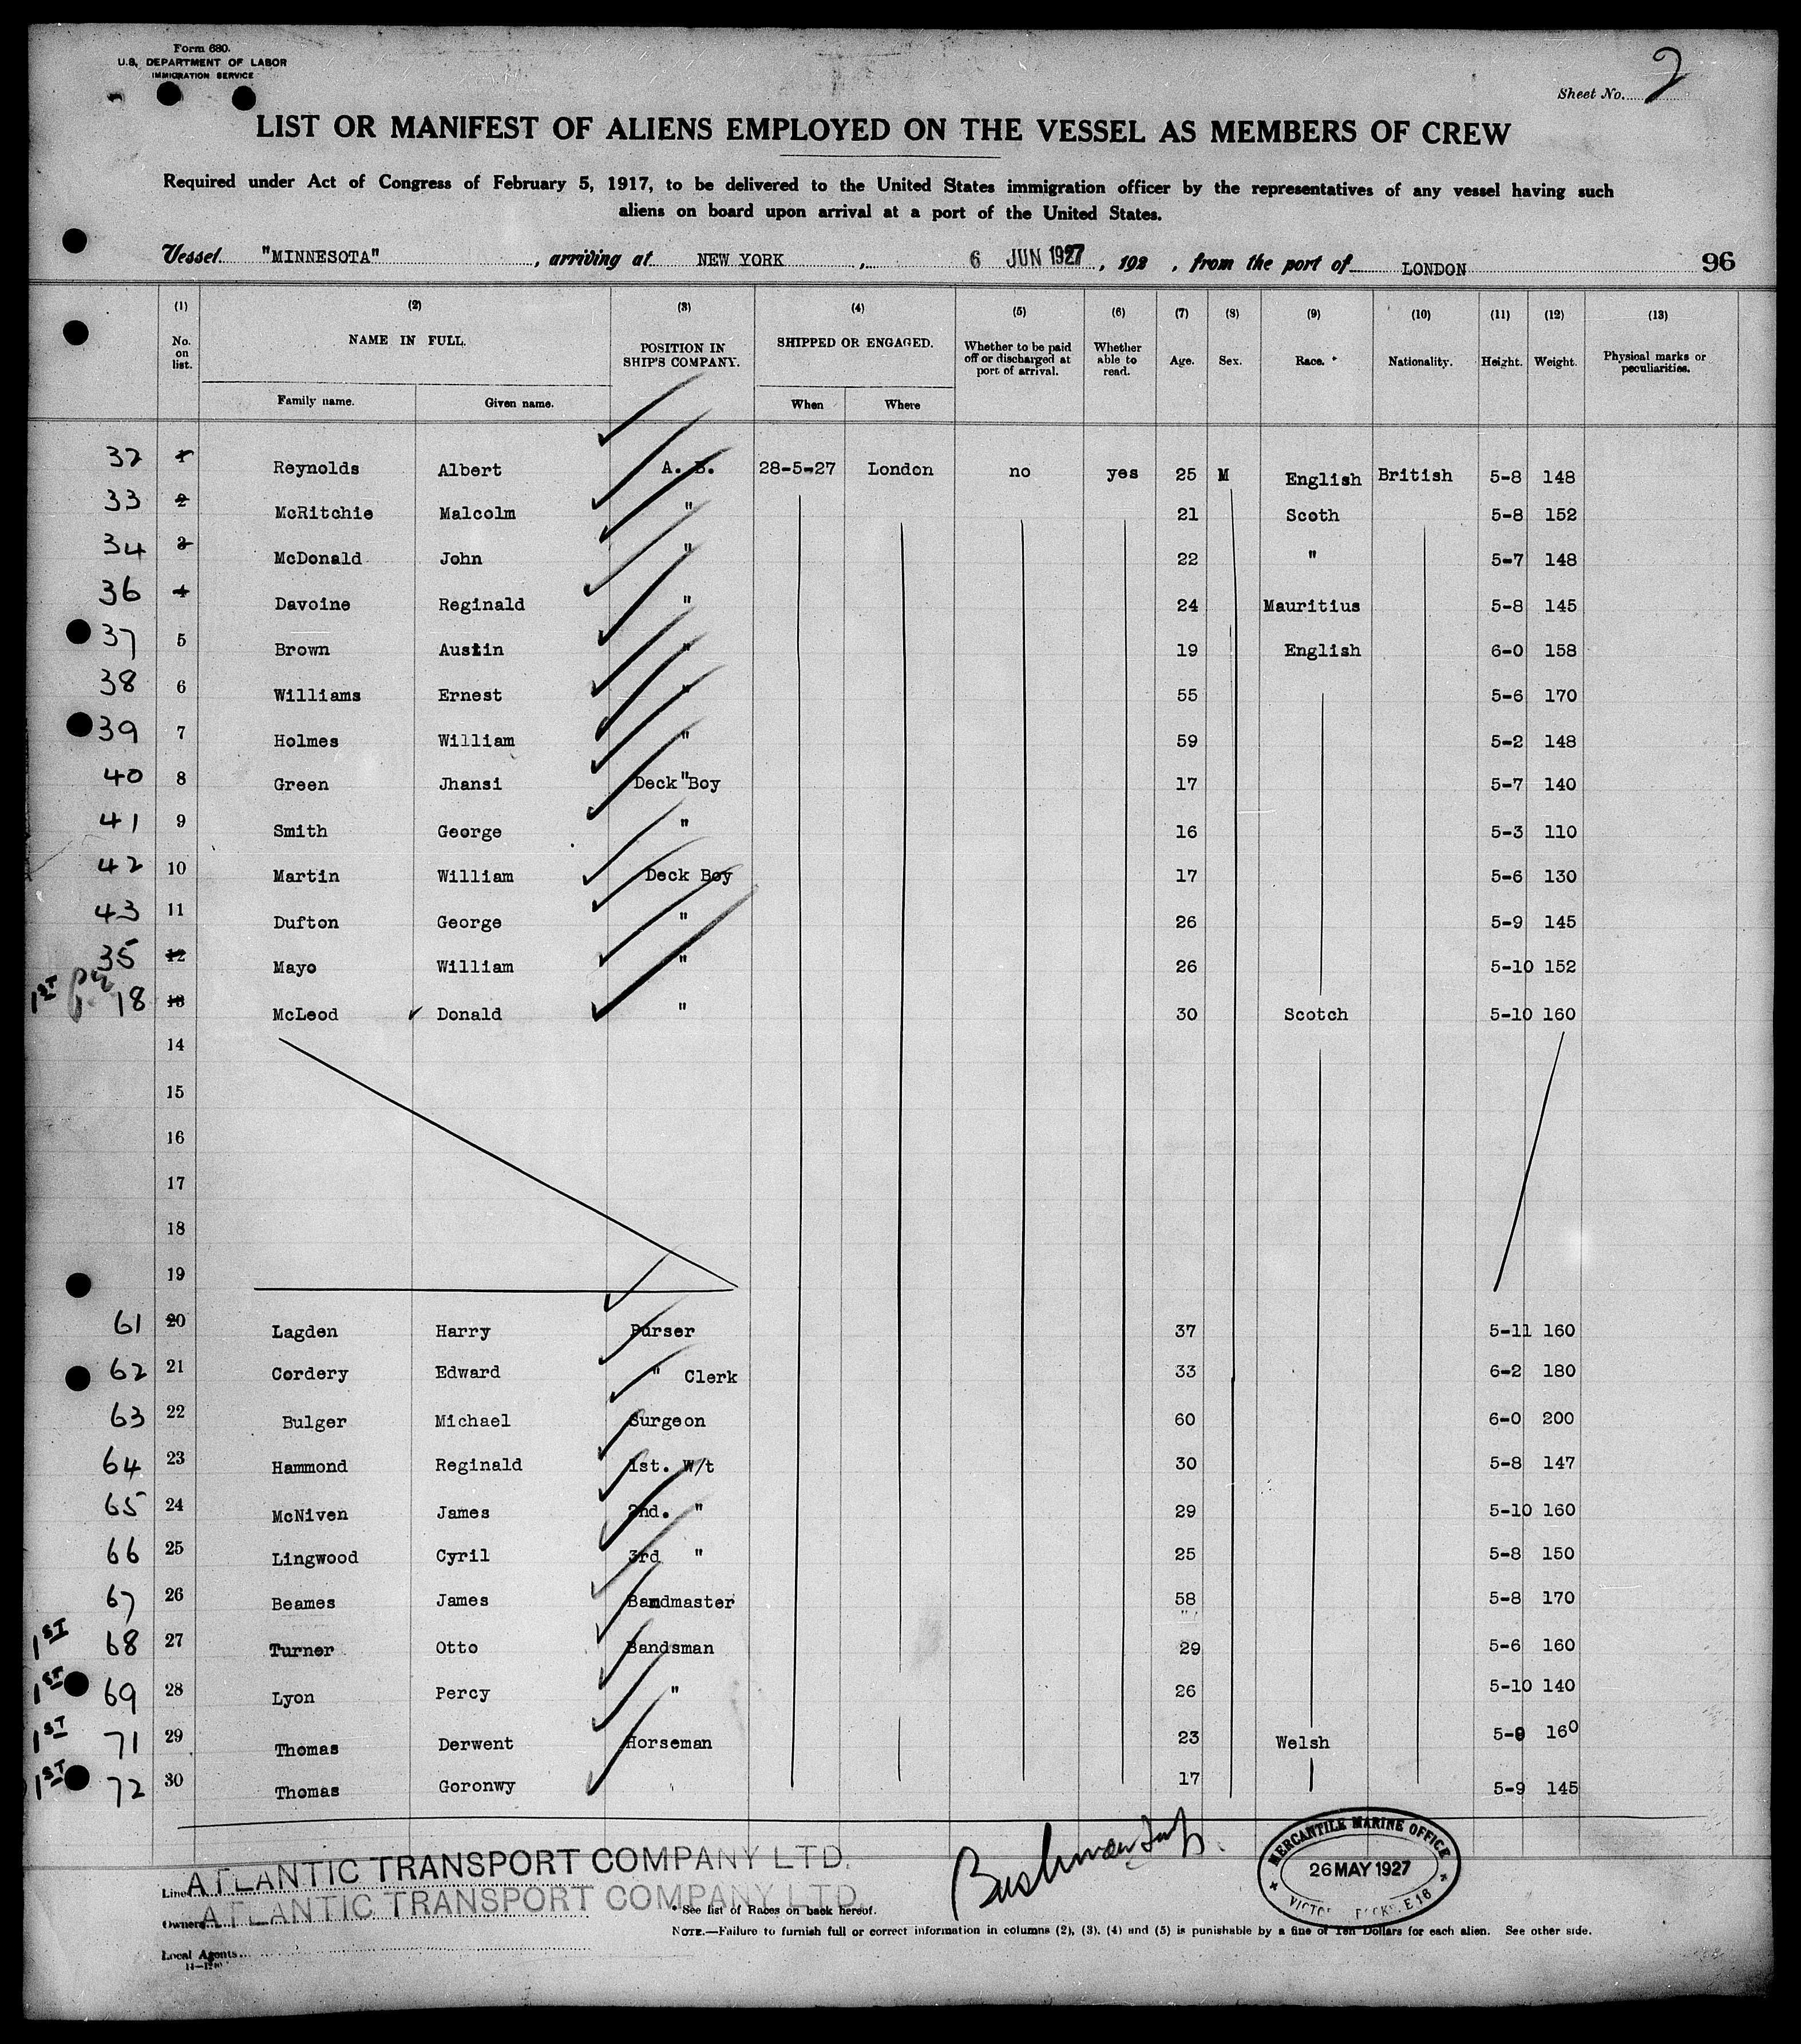 Form 680.
U.S. DEPARTMENT OF LABOR
IMMIGRATION SERVICE
Sheet No. 2
LIST OR MANIFEST OF ALIENS EMPLOYED ON THE VESSEL AS MEMBERS OF CREW
Required under Act of Congress of February 5, 1917, to be delivered to the United States immigration officer by the representatives of any vessel having such
aliens on board upon arrival at a port of the United States.
Vessel "MINNESOTA", arriving at NEW YORK, 6 JUN 1927, 192 , from the port of LONDON 96
(1) (2) (3) (4) (5) (6) (7) (8) (9) (10) (11) (12) (13)
No. on list. NAME IN FULL. POSITION IN SHIP'S COMPANY. SHIPPED OR ENGAGED. Whether to be paid off or discharged at port of arrival. Whether able to read. Age. Sex. Race. * Nationality. Height. Weight. Physical marks or peculiarities.
Family name. Given name. When Where
32 1 Reynolds Albert A. B. 28-5-27 London no yes 25 M English British 5-8 148
33 2 McRitchie Malcolm " 21 Scoth 5-8 152
34 3 McDonald John " 22 " 5-7 148
36 4 Davoine Reginald " 24 Mauritius 5-8 145
37 5 Brown Austin " 19 English 6-0 158
38 6 Williams Ernest " 55 5-6 170
39 7 Holmes William " 59 5-2 148
40 8 Green Jhansi Deck "Boy 17 5-7 140
41 9 Smith George " 16 5-3 110
42 10 Martin William Deck Boy 17 5-6 130
43 11 Dufton George " 26 5-9 145
35 12 Mayo William " 26 5-10 152
1ST pg 18 13 McLeod Donald " 30 Scotch 5-10 160
14
15
16
17
18
19
61 20 Lagden Harry Purser 37 5-11 160
62 21 Cordery Edward " Clerk 33 6-2 180
63 22 Bulger Michael Surgeon 60 6-0 200
64 23 Hammond Reginald 1st. W/t 30 5-8 147
65 24 McNiven James 2nd. " 29 5-10 160
66 25 Lingwood Cyril 3rd " 25 5-8 150
67 26 Beames James Bandmaster 58 5-8 170
1ST 68 27 Turner Otto Bandsman 29 5-6 160
1ST 69 28 Lyon Percy " 26 5-10 140
1ST 71 29 Thomas Derwent Horseman 23 Welsh 5-9 160
1ST 72 30 Thomas Goronwy 17 5-9 145
Line ATLANTIC TRANSPORT COMPANY LTD.
Owners ATLANTIC TRANSPORT COMPANY LTD.
Local Agents
MERCANTILE MARINE OFFICE
26 MAY 1927
E 16
* See list of Races on back hereof.
NOTE.—Failure to furnish full or correct information in columns (2), (3), (4) and (5) is punishable by a fine of Ten Dollars for each alien. See other side.